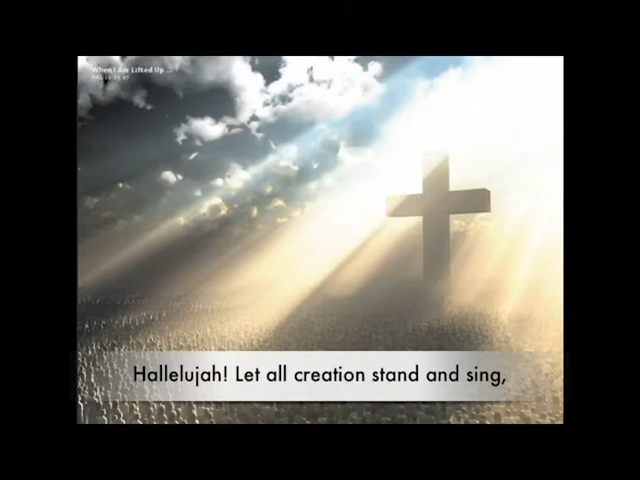 When I Am Lifted Up ...
Hallelujah! Let all creation stand and sing,